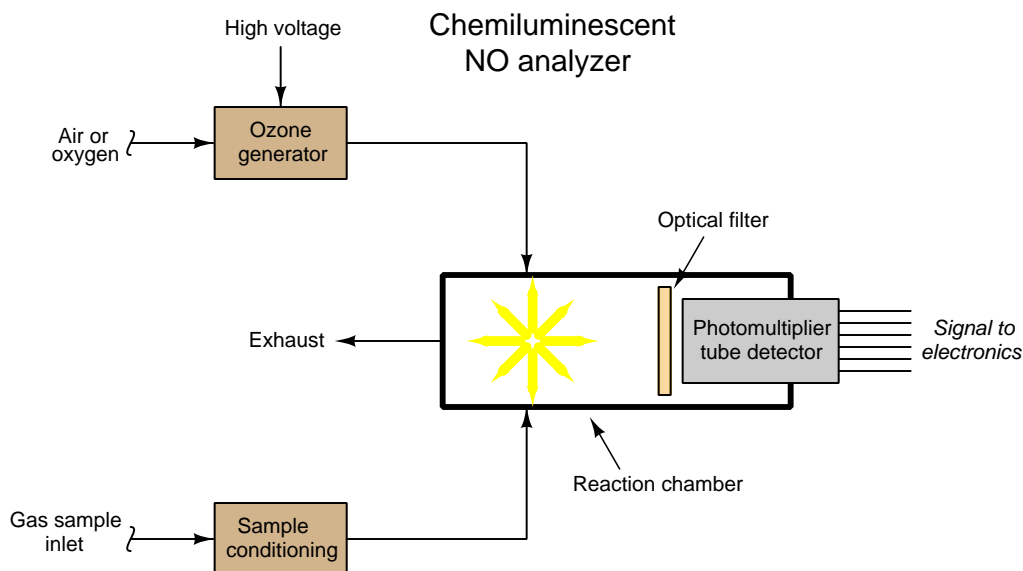 Chemiluminescent
NO analyzer
High voltage
Air or
oxygen
Ozone
generator
Optical filter
Exhaust
Photomultiplier
tube detector
Signal to
electronics
Reaction chamber
Gas sample
inlet
Sample
conditioning